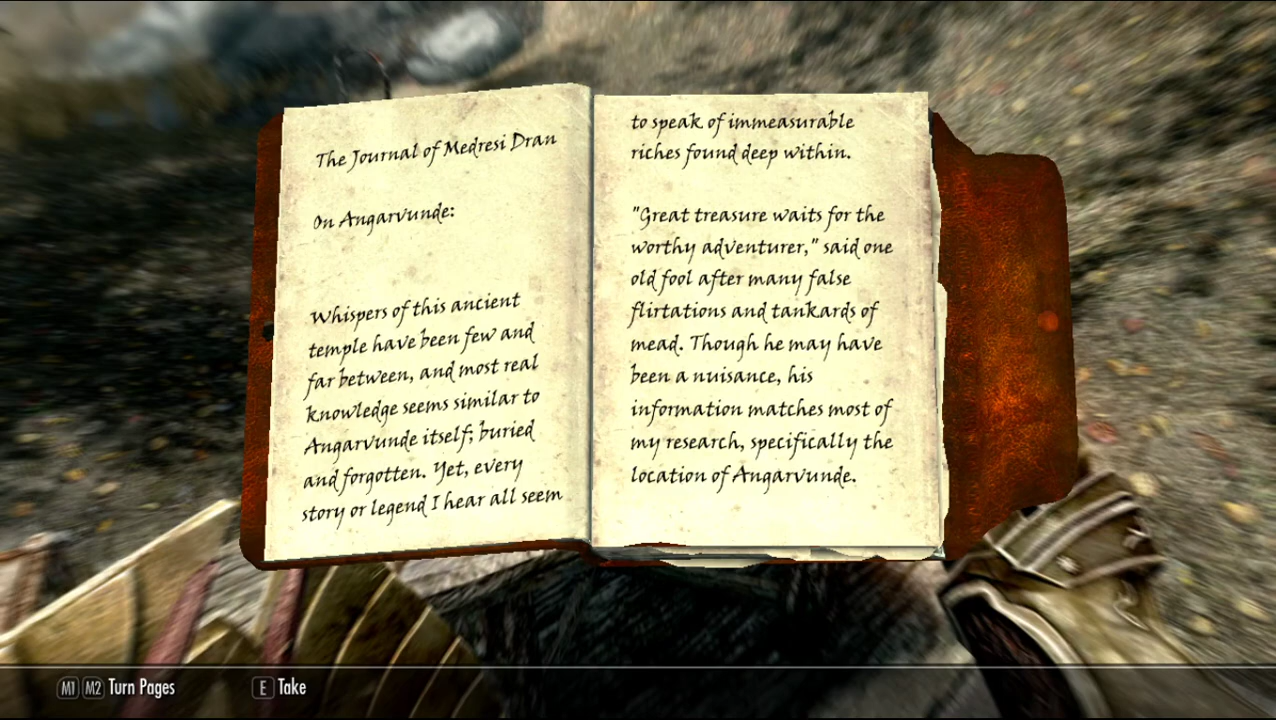 The Journal of Medresi Dran
On Angarvunde:
Whispers of this ancient
temple have been few and
far between, and most real
knowledge seems similar to
Angarvunde itself; buried
and forgotten. Yet, every
story or legend I hear all seem
to speak of immeasurable
riches found deep within.
"Great treasure waits for the
worthy adventurer," said one
old fool after many false
flirtations and tankards of
mead. Though he may have
been a nuisance, his
information matches most of
my research, specifically the
location of Angarvunde.
M1 M2 Turn Pages
E Take